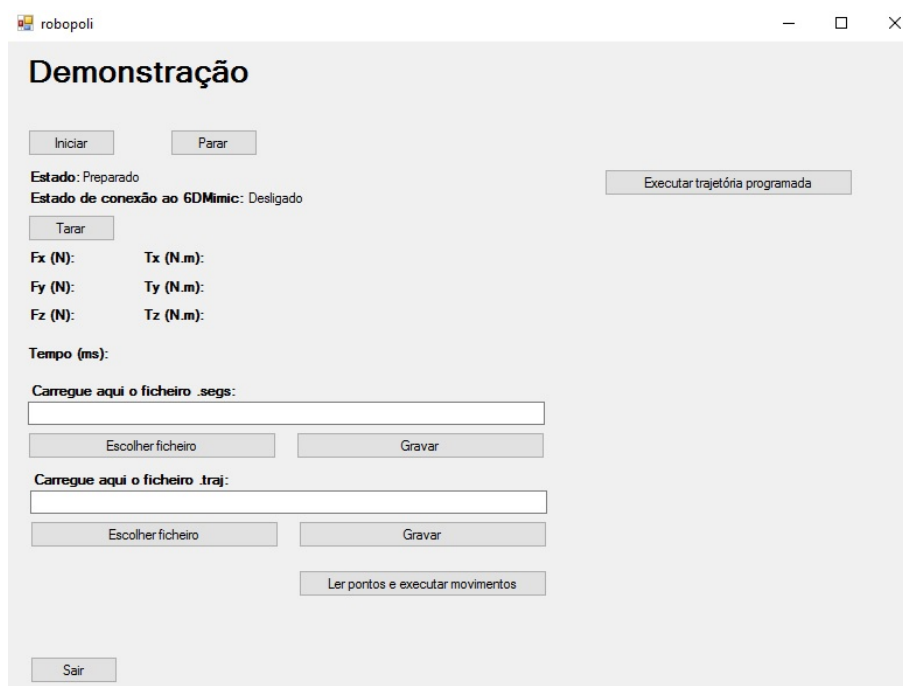 robopoli
Demonstração
Iniciar Parar
Estado: Preparado
Executar trajetória programada
Estado de conexão ao 6DMimic: Desligado
Tarar
Fx (N): Tx (N.m):
Fy (N): Ty (N.m):
Fz (N): Tz (N.m):
Tempo (ms):
Carregue aqui o ficheiro .segs:
Escolher ficheiro Gravar
Carregue aqui o ficheiro .traj:
Escolher ficheiro Gravar
Ler pontos e executar movimentos
Sair